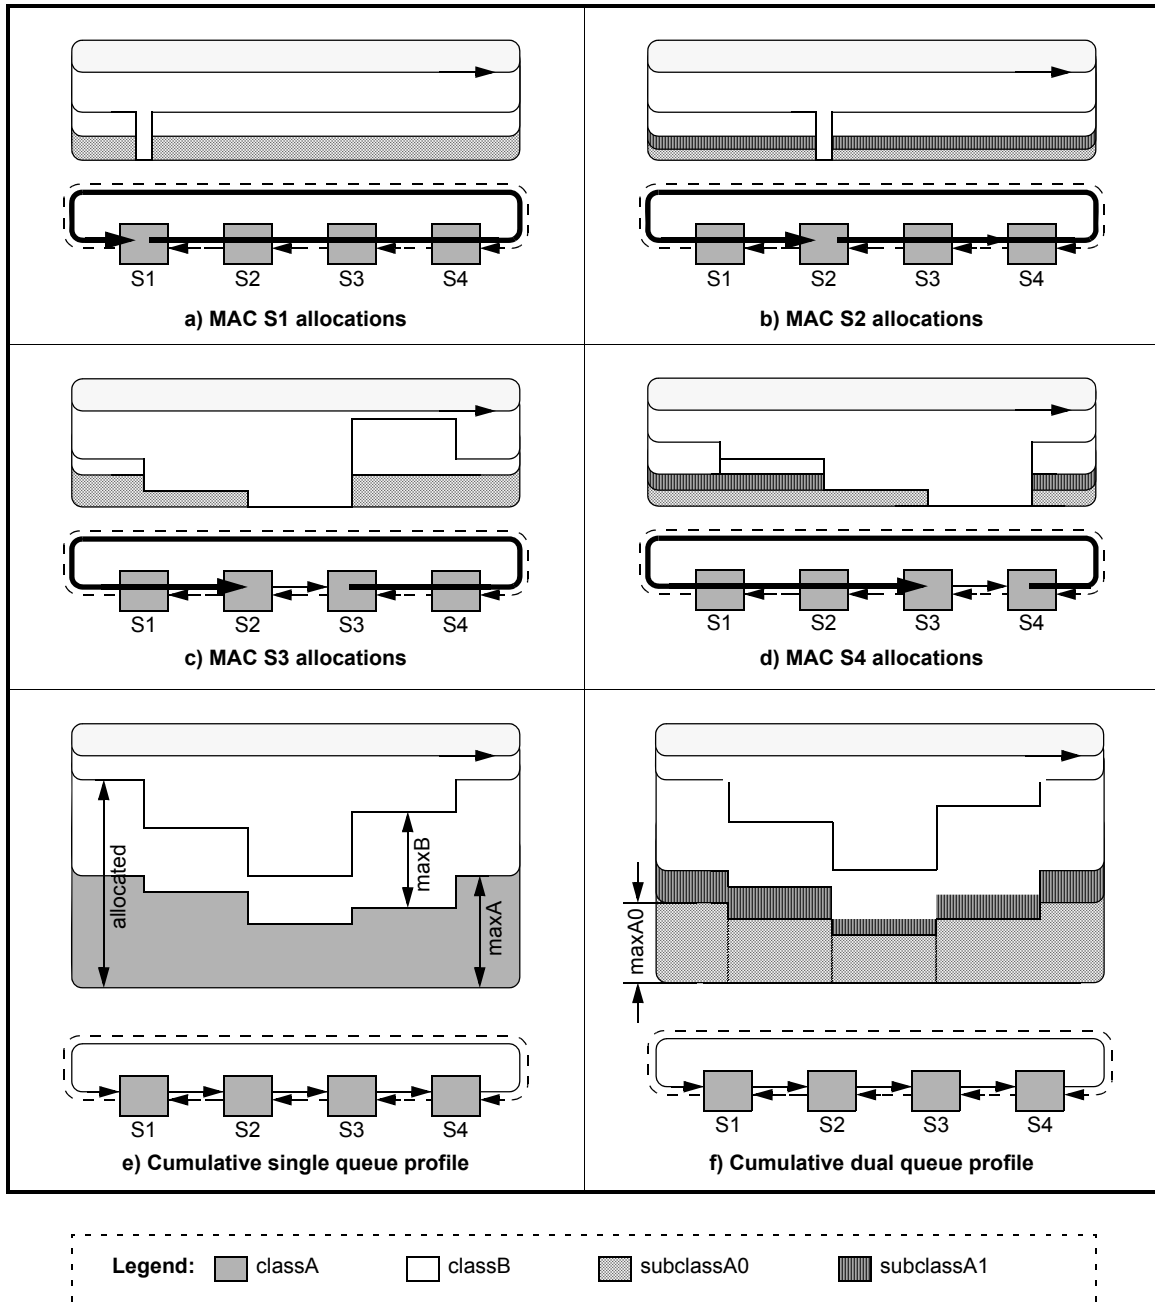 S1 S2 S3 S4
a) MAC S1 allocations
S1 S2 S3 S4
b) MAC S2 allocations
S1 S2 S3 S4
c) MAC S3 allocations
S1 S2 S3 S4
d) MAC S4 allocations
allocated
maxB
maxA
S1 S2 S3 S4
e) Cumulative single queue profile
maxA0
S1 S2 S3 S4
f) Cumulative dual queue profile
Legend: classA classB subclassA0 subclassA1